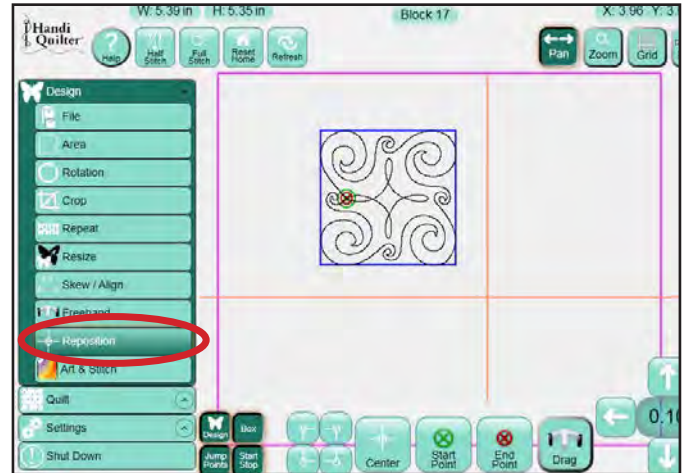 W: 5.39 in H: 5.35 in Block 17 X: 3.96 Y: 3.
Handi Quilter
Help
Half Stitch
Full Stitch
Reset Home
Refresh
Pan
Zoom
Grid
Design
File
Area
Rotation
Crop
Repeat
Resize
Skew / Align
Freehand
Reposition
Art & Stitch
Quilt
Settings
Shut Down
Design
Box
Jump Points
Start Stop
Center
Start Point
End Point
Drag
0.10